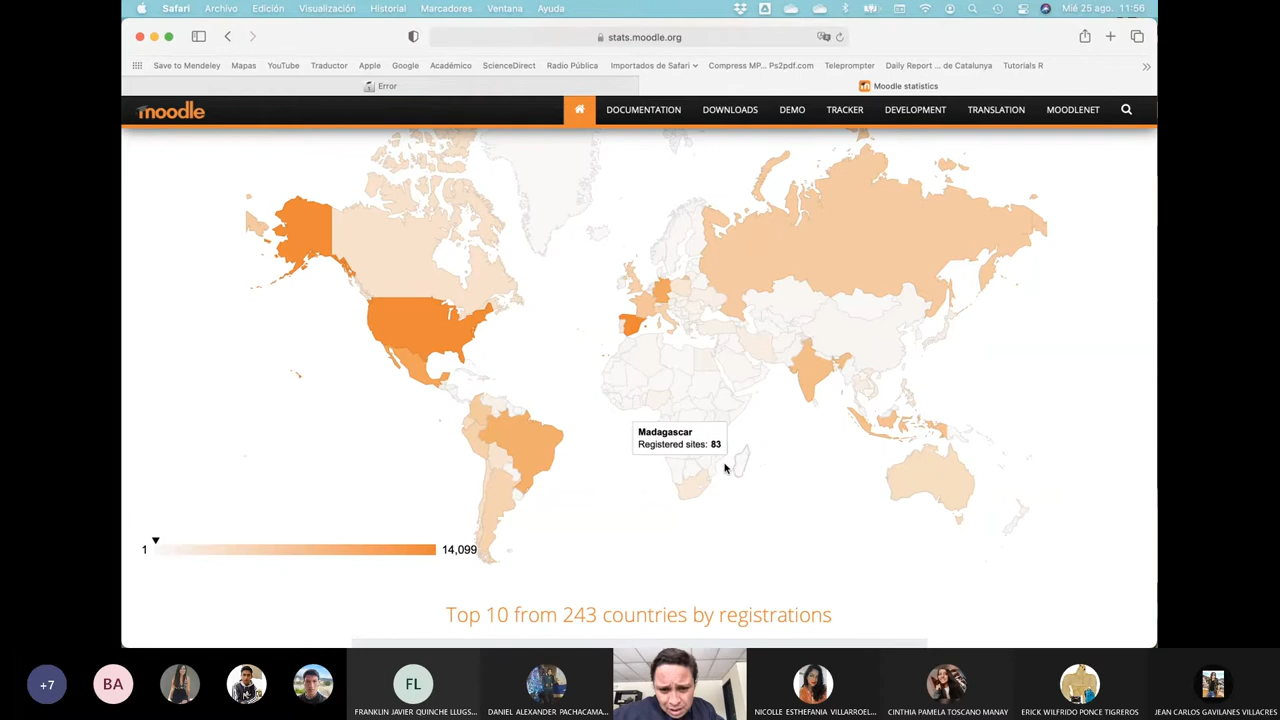 Safari Archivo Edición Visualización Historial Marcadores Ventana Ayuda Mié 25 ago. 11:56
stats.moodle.org
Save to Mendeley Mapas YouTube Traductor Apple Google Académico ScienceDirect Radio Pública Importados de Safari Compress MP... Ps2pdf.com Teleprompter Daily Report ... de Catalunya Tutorials R
Error Moodle statistics
moodle DOCUMENTATION DOWNLOADS DEMO TRACKER DEVELOPMENT TRANSLATION MOODLENET
Madagascar
Registered sites: 83
1 14,099
Top 10 from 243 countries by registrations
+7 BA FL
FRANKLIN JAVIER QUINCHE LLUGS... DANIEL ALEXANDER PACHACAMA... NICOLLE ESTHEFANIA VILLARROEL... CINTHIA PAMELA TOSCANO MANAY ERICK WILFRIDO PONCE TIGREROS JEAN CARLOS GAVILANES VILLACRES